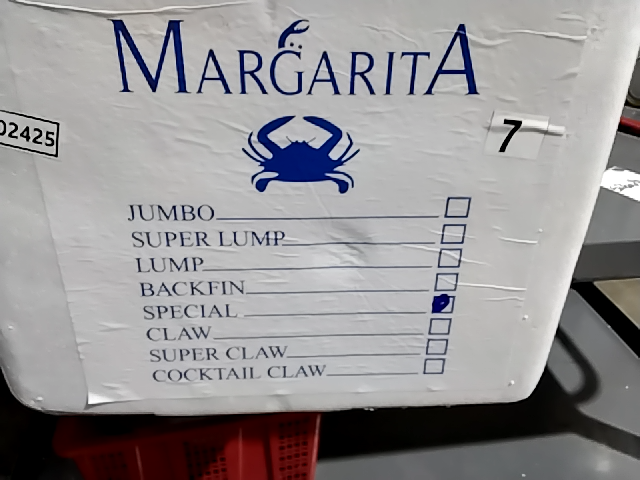 MARGARITA
02425
7
JUMBO
SUPER LUMP
LUMP
BACKFIN
SPECIAL
CLAW
SUPER CLAW
COCKTAIL CLAW